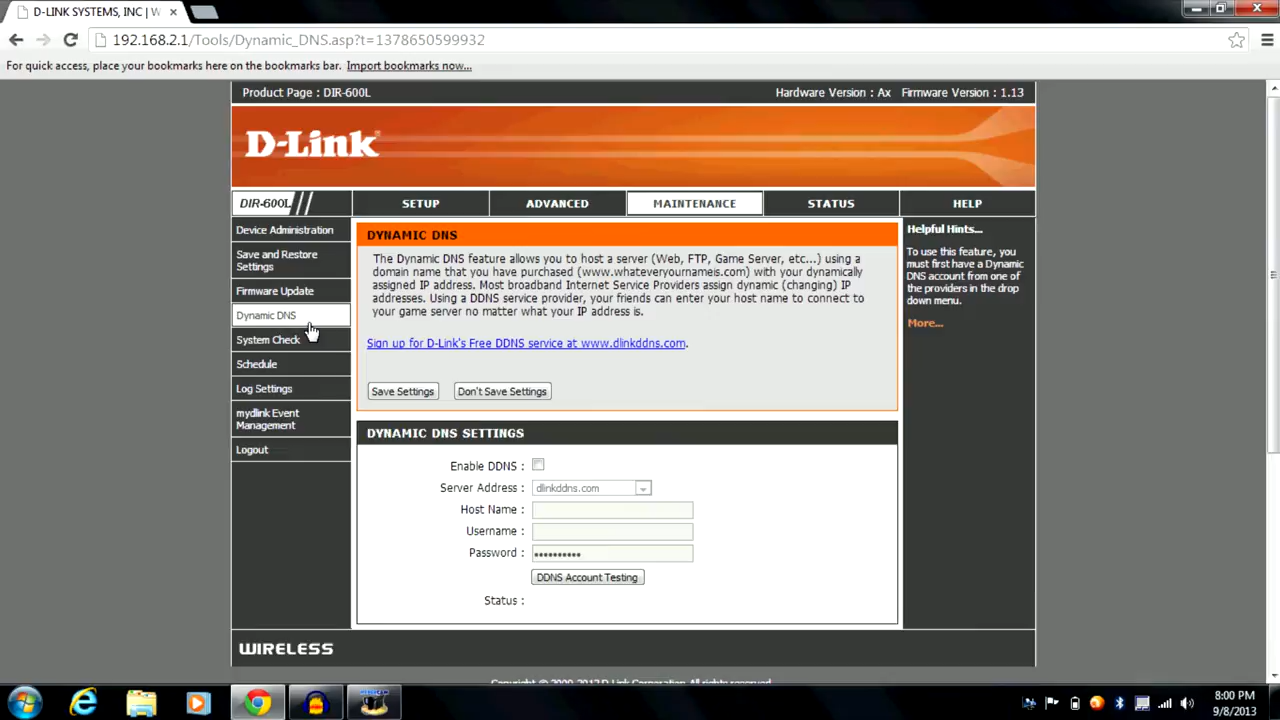 D-LINK SYSTEMS, INC | W
192.168.2.1/Tools/Dynamic_DNS.asp?t=1378650599932
For quick access, place your bookmarks here on the bookmarks bar. Import bookmarks now...
Product Page : DIR-600L Hardware Version : Ax Firmware Version : 1.13
D-Link
DIR-600L SETUP ADVANCED MAINTENANCE STATUS HELP
Device Administration
Save and Restore
Settings
Firmware Update
Dynamic DNS
System Check
Schedule
Log Settings
mydlink Event
Management
Logout
DYNAMIC DNS
The Dynamic DNS feature allows you to host a server (Web, FTP, Game Server, etc...) using a
domain name that you have purchased (www.whateveryournameis.com) with your dynamically
assigned IP address. Most broadband Internet Service Providers assign dynamic (changing) IP
addresses. Using a DDNS service provider, your friends can enter your host name to connect to
your game server no matter what your IP address is.
Sign up for D-Link's Free DDNS service at www.dlinkddns.com.
Save Settings Don't Save Settings
DYNAMIC DNS SETTINGS
Enable DDNS :
Server Address : dlinkddns.com
Host Name :
Username :
Password : ••••••••••
DDNS Account Testing
Status :
Helpful Hints...
To use this feature, you
must first have a Dynamic
DNS account from one of
the providers in the drop
down menu.
More...
WIRELESS
Copyright © 2000-2012 D-Link Corporation. All rights reserved.
8:00 PM
9/8/2013